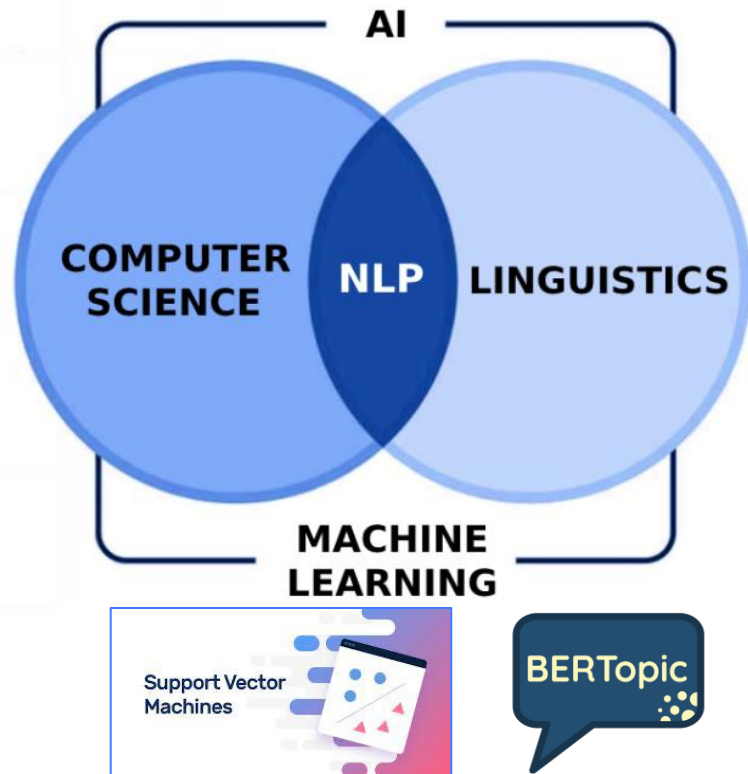 AI
COMPUTER
SCIENCE
NLP
LINGUISTICS
MACHINE
LEARNING
Support Vector
Machines
BERTopic